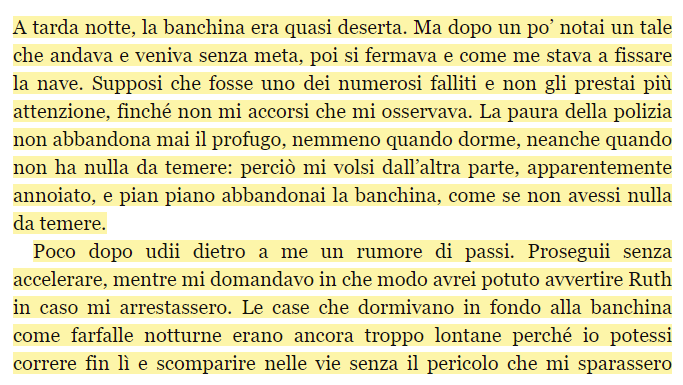 A tarda notte, la banchina era quasi deserta. Ma dopo un po’ notai un tale
che andava e veniva senza meta, poi si fermava e come me stava a fissare
la nave. Supposi che fosse uno dei numerosi falliti e non gli prestai più
attenzione, finché non mi accorsi che mi osservava. La paura della polizia
non abbandona mai il profugo, nemmeno quando dorme, neanche quando
non ha nulla da temere: perciò mi volsi dall’altra parte, apparentemente
annoiato, e pian piano abbandonai la banchina, come se non avessi nulla
da temere.
Poco dopo udii dietro a me un rumore di passi. Proseguii senza
accelerare, mentre mi domandavo in che modo avrei potuto avvertire Ruth
in caso mi arrestassero. Le case che dormivano in fondo alla banchina
come farfalle notturne erano ancora troppo lontane perché io potessi
correre fin lì e scomparire nelle vie senza il pericolo che mi sparassero